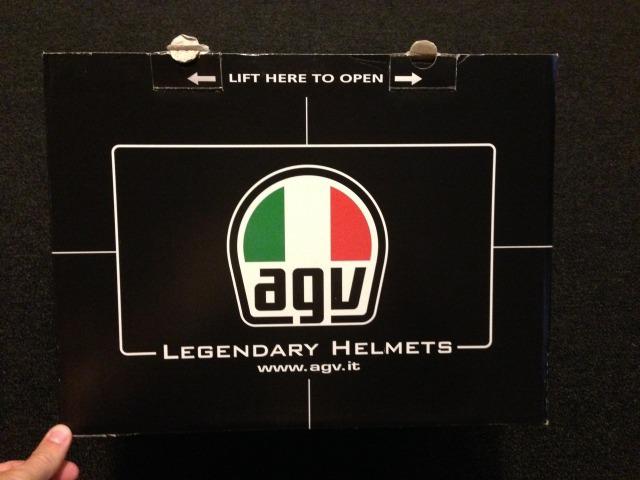 LIFT HERE TO OPEN
agv
LEGENDARY HELMETS
www.agv.it